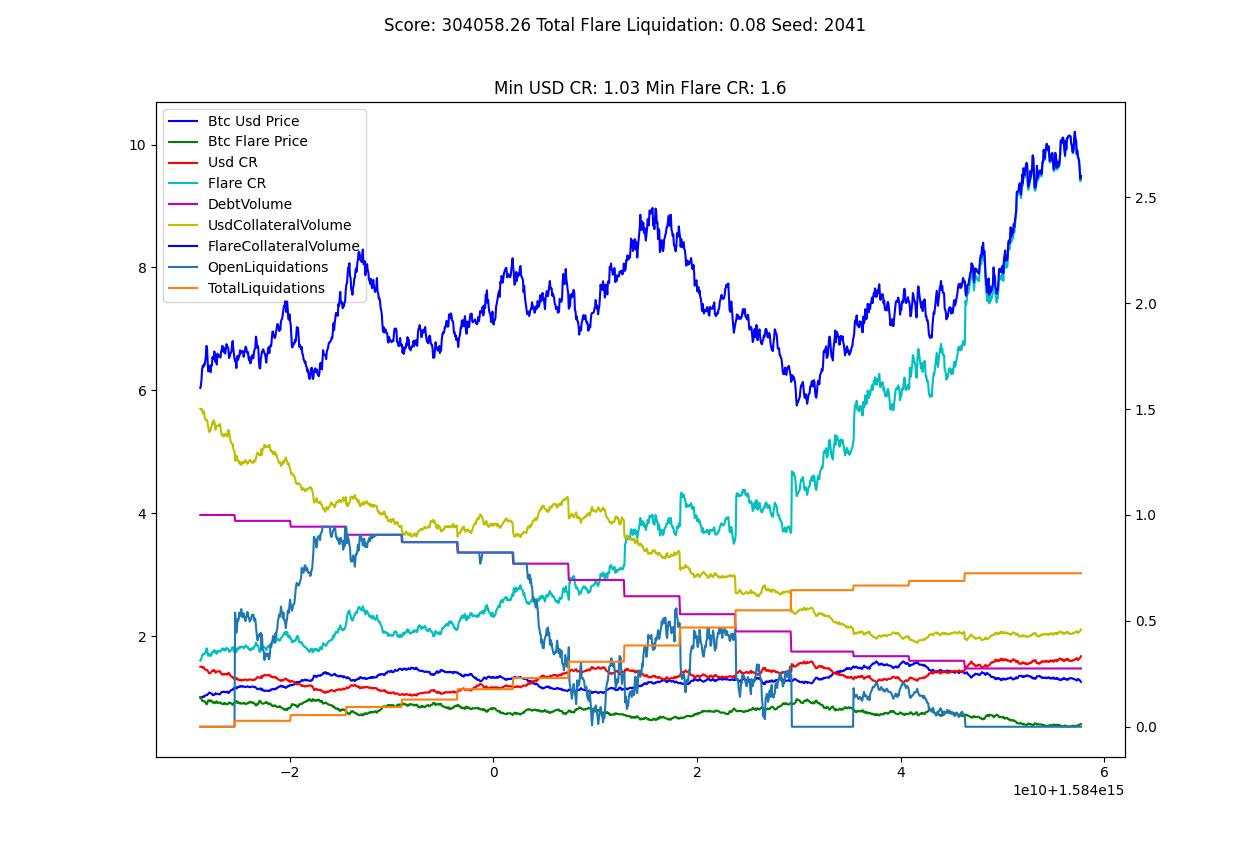 Score: 304058.26 Total Flare Liquidation: 0.08 Seed: 2041
Min USD CR: 1.03 Min Flare CR: 1.6
Btc Usd Price
Btc Flare Price
Usd CR
Flare CR
DebtVolume
UsdCollateralVolume
FlareCollateralVolume
OpenLiquidations
TotalLiquidations
10
8
6
4
2
2.5
2.0
1.5
1.0
0.5
0.0
−2
0
2
4
6
1e10+1.584e15